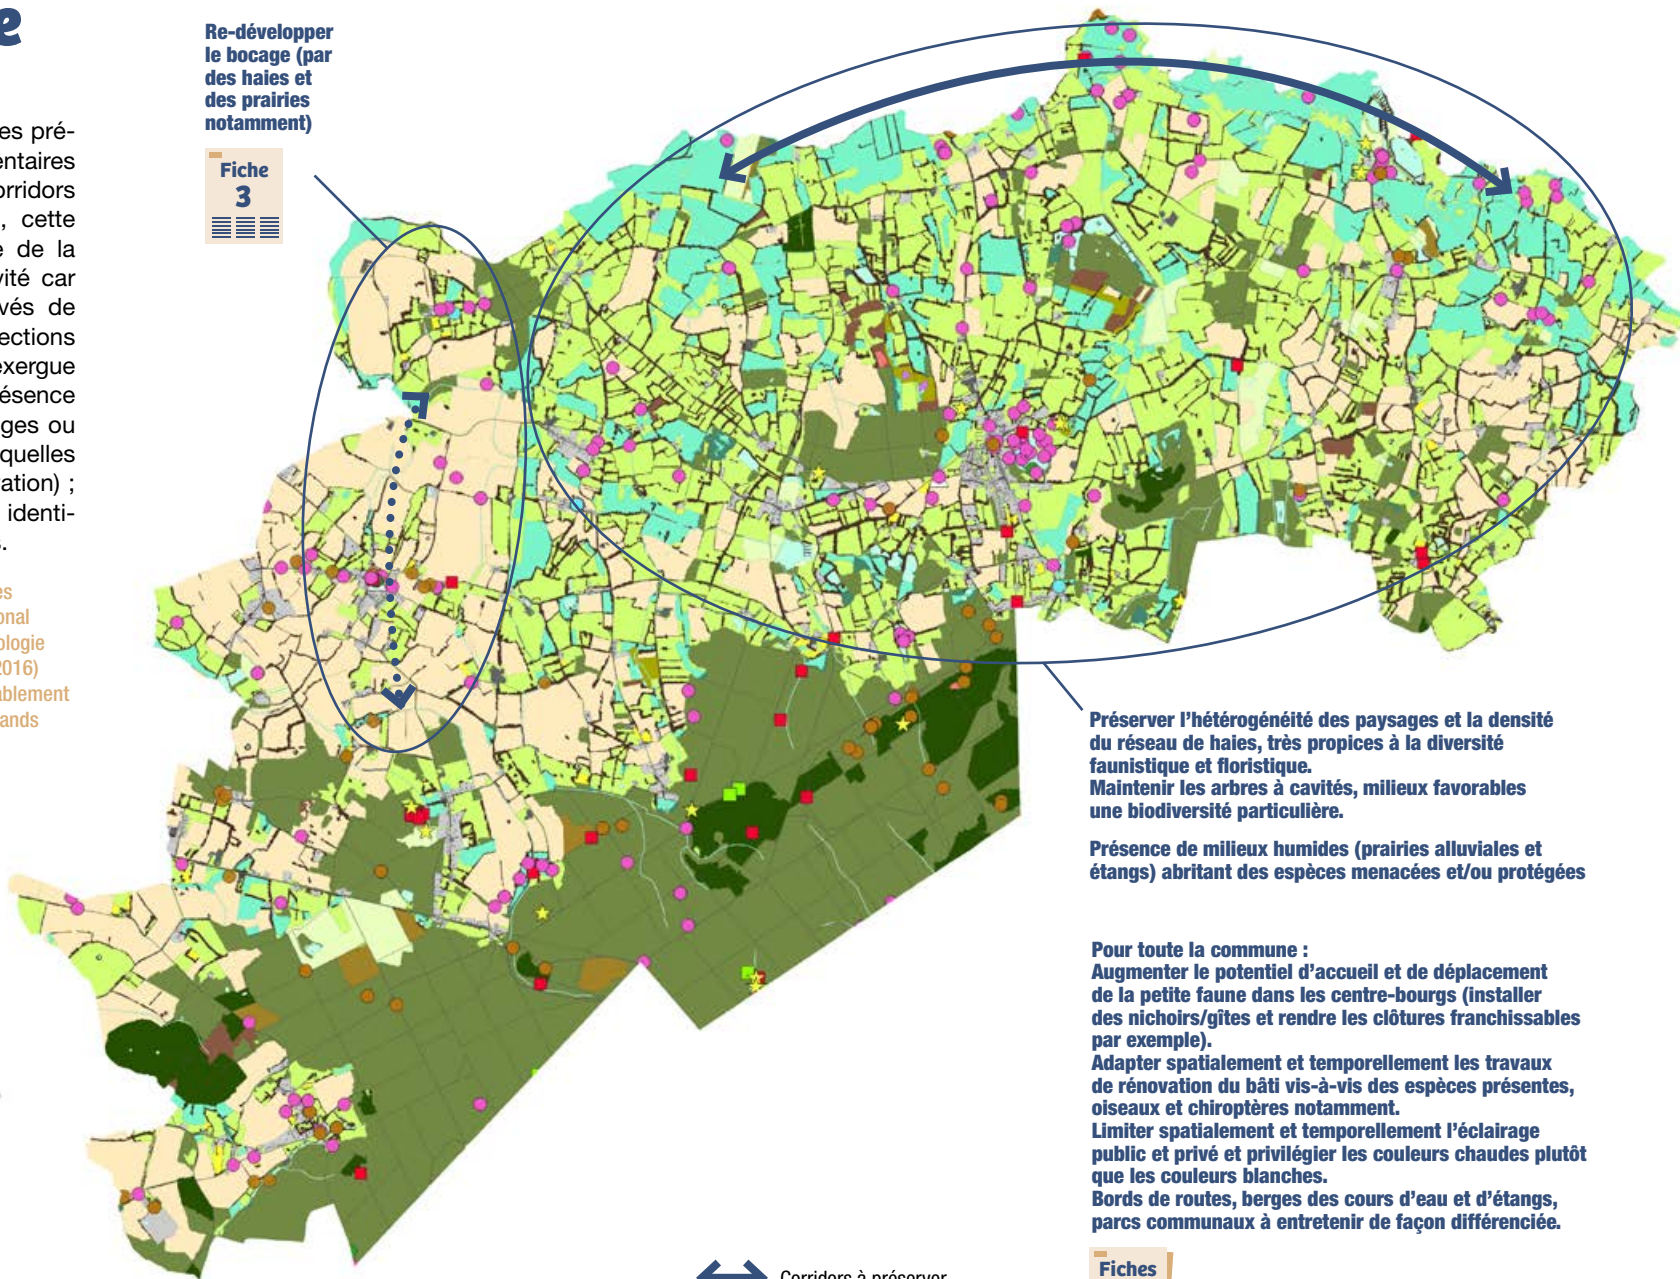 Re-développer
le bocage (par
des haies et
des prairies
notamment)
Fiche
3
es pré-
entaires
orridors
, cette
e de la
vité car
vés de
ections
exergue
ésence
ges ou
quelles
ation) ;
identi-
es
onal
ologie
2016)
ablement
ands
Préserver l’hétérogénéité des paysages et la densité
du réseau de haies, très propices à la diversité
faunistique et floristique.
Maintenir les arbres à cavités, milieux favorables
une biodiversité particulière.
Présence de milieux humides (prairies alluviales et
étangs) abritant des espèces menacées et/ou protégées
Pour toute la commune :
Augmenter le potentiel d’accueil et de déplacement
de la petite faune dans les centre-bourgs (installer
des nichoirs/gîtes et rendre les clôtures franchissables
par exemple).
Adapter spatialement et temporellement les travaux
de rénovation du bâti vis-à-vis des espèces présentes,
oiseaux et chiroptères notamment.
Limiter spatialement et temporellement l’éclairage
public et privé et privilégier les couleurs chaudes plutôt
que les couleurs blanches.
Bords de routes, berges des cours d’eau et d’étangs,
parcs communaux à entretenir de façon différenciée.
Fiches
Corridors à préserver